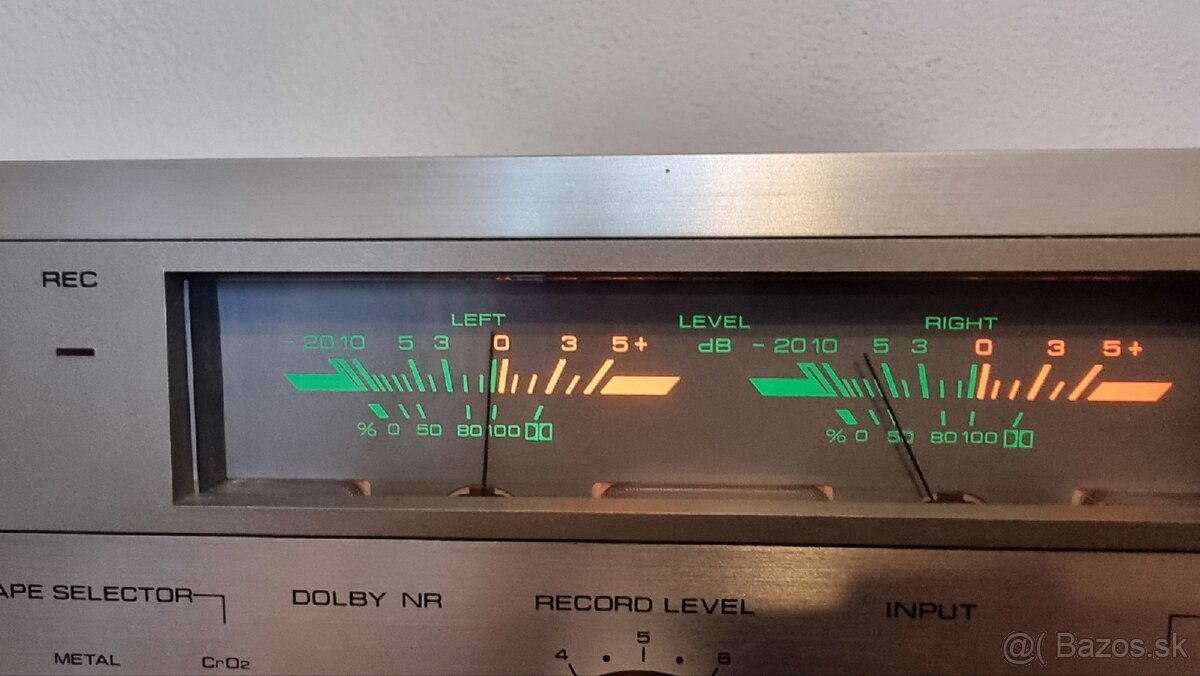 REC
LEFT LEVEL RIGHT
- 20 10 5 3 0 3 5+ dB - 20 10 5 3 0 3 5+
% 0 50 80 100 % 0 50 80 100
APE SELECTOR DOLBY NR RECORD LEVEL INPUT
METAL CrO2 4 5 6
@( Bazos.sk